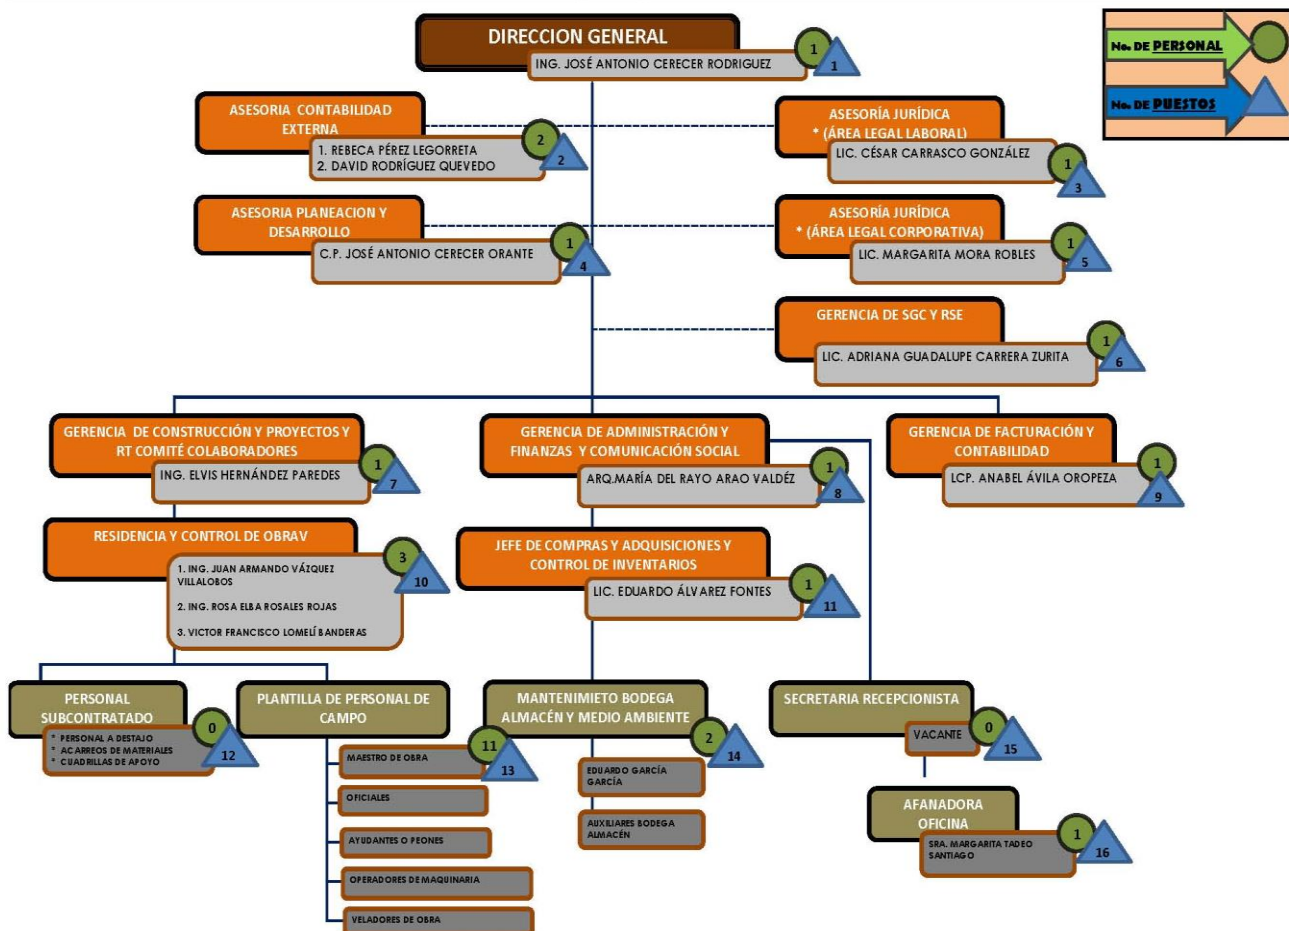 DIRECCION GENERAL
1
ING. JOSÉ ANTONIO CERECER RODRIGUEZ
1
No. DE PERSONAL
No. DE PUESTOS
ASESORIA CONTABILIDAD
EXTERNA
2
1. REBECA PÉREZ LEGORRETA
2. DAVID RODRÍGUEZ QUEVEDO
2
ASESORÍA JURÍDICA
* (ÁREA LEGAL LABORAL)
LIC. CÉSAR CARRASCO GONZÁLEZ
1
3
ASESORIA PLANEACION Y
DESARROLLO
C.P. JOSÉ ANTONIO CERECER ORANTE
1
4
ASESORÍA JURÍDICA
* (ÁREA LEGAL CORPORATIVA)
LIC. MARGARITA MORA ROBLES
1
5
GERENCIA DE SGC Y RSE
1
LIC. ADRIANA GUADALUPE CARRERA ZURITA
6
GERENCIA DE CONSTRUCCIÓN Y PROYECTOS Y
RT COMITÉ COLABORADORES
ING. ELVIS HERNÁNDEZ PAREDES
1
7
GERENCIA DE ADMINISTRACIÓN Y
FINANZAS Y COMUNICACIÓN SOCIAL
ARQ.MARÍA DEL RAYO ARAO VALDÉZ
1
8
GERENCIA DE FACTURACIÓN Y
CONTABILIDAD
LCP. ANABEL ÁVILA OROPEZA
1
9
RESIDENCIA Y CONTROL DE OBRAV
3
10
1. ING. JUAN ARMANDO VÁZQUEZ
VILLALOBOS
2. ING. ROSA ELBA ROSALES ROJAS
3. VICTOR FRANCISCO LOMELÍ BANDERAS
JEFE DE COMPRAS Y ADQUISICIONES Y
CONTROL DE INVENTARIOS
LIC. EDUARDO ÁLVAREZ FONTES
1
11
PERSONAL
SUBCONTRATADO
0
12
* PERSONAL A DESTAJO
* ACARREOS DE MATERIALES
* CUADRILLAS DE APOYO
PLANTILLA DE PERSONAL DE
CAMPO
MAESTRO DE OBRA
11
13
OFICIALES
AYUDANTES O PEONES
OPERADORES DE MAQUINARIA
VELADORES DE OBRA
MANTENIMIETO BODEGA
ALMACÉN Y MEDIO AMBIENTE
2
14
EDUARDO GARCÍA
GARCÍA
AUXILIARES BODEGA
ALMACÉN
SECRETARIA RECEPCIONISTA
VACANTE
0
15
AFANADORA
OFICINA
SRA. MARGARITA TADEO
SANTIAGO
1
16